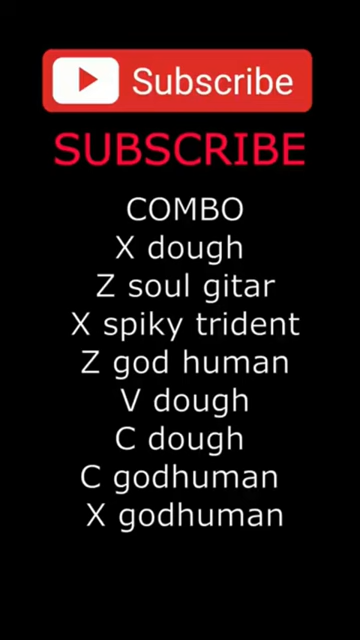 Subscribe
SUBSCRIBE
COMBO
X dough
Z soul gitar
X spiky trident
Z god human
V dough
C dough
C godhuman
X godhuman